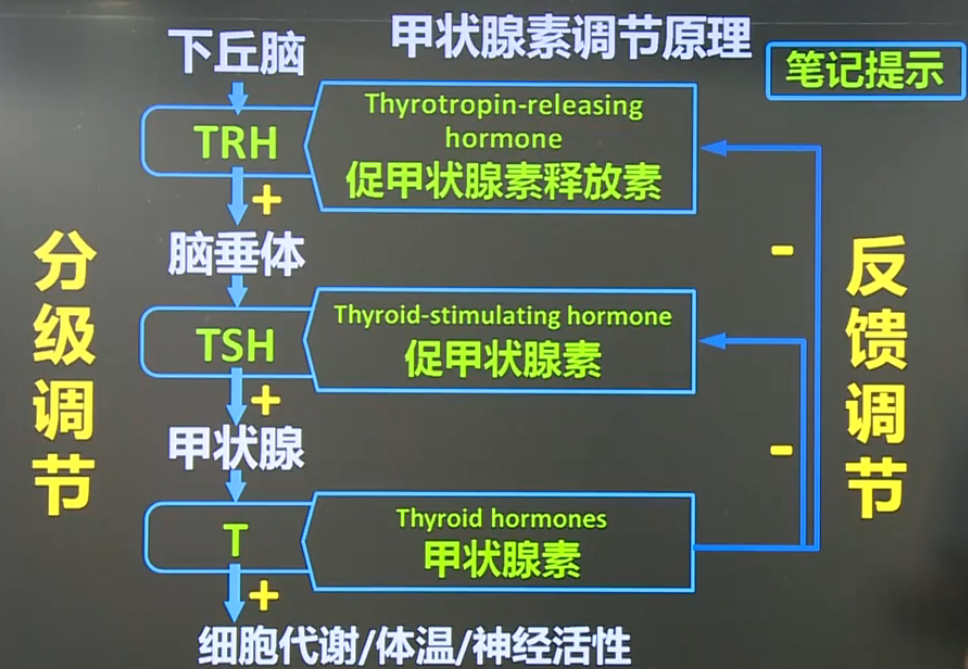 甲状腺素调节原理
笔记提示
下丘脑
TRH
Thyrotropin-releasing
hormone
促甲状腺素释放素
+
脑垂体
TSH
Thyroid-stimulating hormone
促甲状腺素
+
甲状腺
T
Thyroid hormones
甲状腺素
+
细胞代谢/体温/神经活性
分级调节
反馈调节
-
-